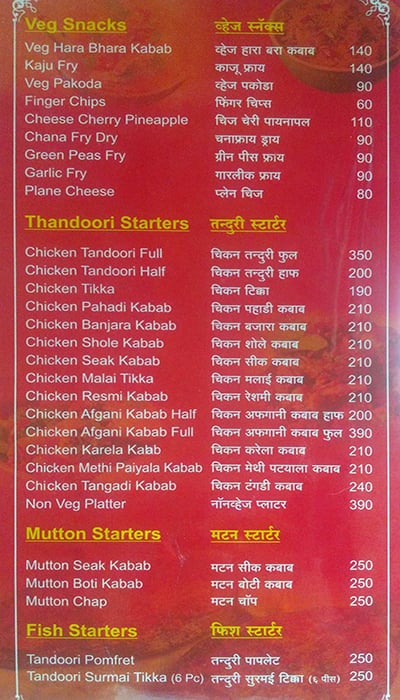 Veg Snacks व्हेज स्नॅक्स
Veg Hara Bhara Kabab व्हेज हारा बरा कबाब 140
Kaju Fry काजू फ्राय 140
Veg Pakoda व्हेज पकोडा 90
Finger Chips फिंगर चिप्स 60
Cheese Cherry Pineapple चिज चेरी पायनापल 110
Chana Fry Dry चनाफ्राय ड्राय 90
Green Peas Fry ग्रीन पीस फ्राय 90
Garlic Fry गारलीक फ्राय 90
Plane Cheese प्लेन चिज 80
Thandoori Starters तन्दुरी स्टार्टर
Chicken Tandoori Full चिकन तन्दुरी फुल 350
Chicken Tandoori Half चिकन तन्दुरी हाफ 200
Chicken Tikka चिकन टिक्का 190
Chicken Pahadi Kabab चिकन पहाडी कबाब 210
Chicken Banjara Kabab चिकन बजारा कबाब 210
Chicken Shole Kabab चिकन शोले कबाब 210
Chicken Seak Kabab चिकन सीक कबाब 210
Chicken Malai Tikka चिकन मलाई कबाब 210
Chicken Resmi Kabab चिकन रेशमी कबाब 210
Chicken Afgani Kabab Half चिकन अफगानी कबाब हाफ 200
Chicken Afgani Kabab Full चिकन अफगानी कबाब फुल 390
Chicken Karela Kabab चिकन करेला कबाब 210
Chicken Methi Paiyala Kabab चिकन मेथी पटयाला कबाब 210
Chicken Tangadi Kabab चिकन टंगडी कबाब 240
Non Veg Platter नॉनव्हेज प्लाटर 390
Mutton Starters मटन स्टार्टर
Mutton Seak Kabab मटन सीक कबाब 250
Mutton Boti Kabab मटन बोटी कबाब 250
Mutton Chap मटन चॉप 250
Fish Starters फिश स्टार्टर
Tandoori Pomfret तन्दुरी पापलेट 250
Tandoori Surmai Tikka (6 Pc) तन्दुरी सुरमई टिक्का (६ पीस) 250